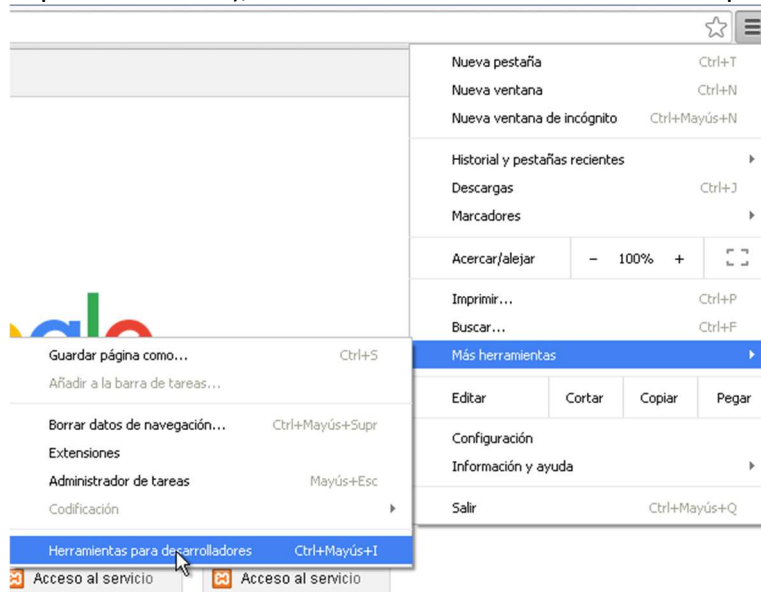 Nueva pestaña Ctrl+T
Nueva ventana Ctrl+N
Nueva ventana de incógnito Ctrl+Mayús+N
Historial y pestañas recientes
Descargas Ctrl+J
Marcadores
Acercar/alejar - 100% +
Imprimir... Ctrl+P
Buscar... Ctrl+F
Más herramientas
Editar Cortar Copiar Pegar
Configuración
Información y ayuda
Salir Ctrl+Mayús+Q
Guardar página como... Ctrl+S
Añadir a la barra de tareas...
Borrar datos de navegación... Ctrl+Mayús+Supr
Extensiones
Administrador de tareas Mayús+Esc
Codificación
Herramientas para desarrolladores Ctrl+Mayús+I
Acceso al servicio Acceso al servicio